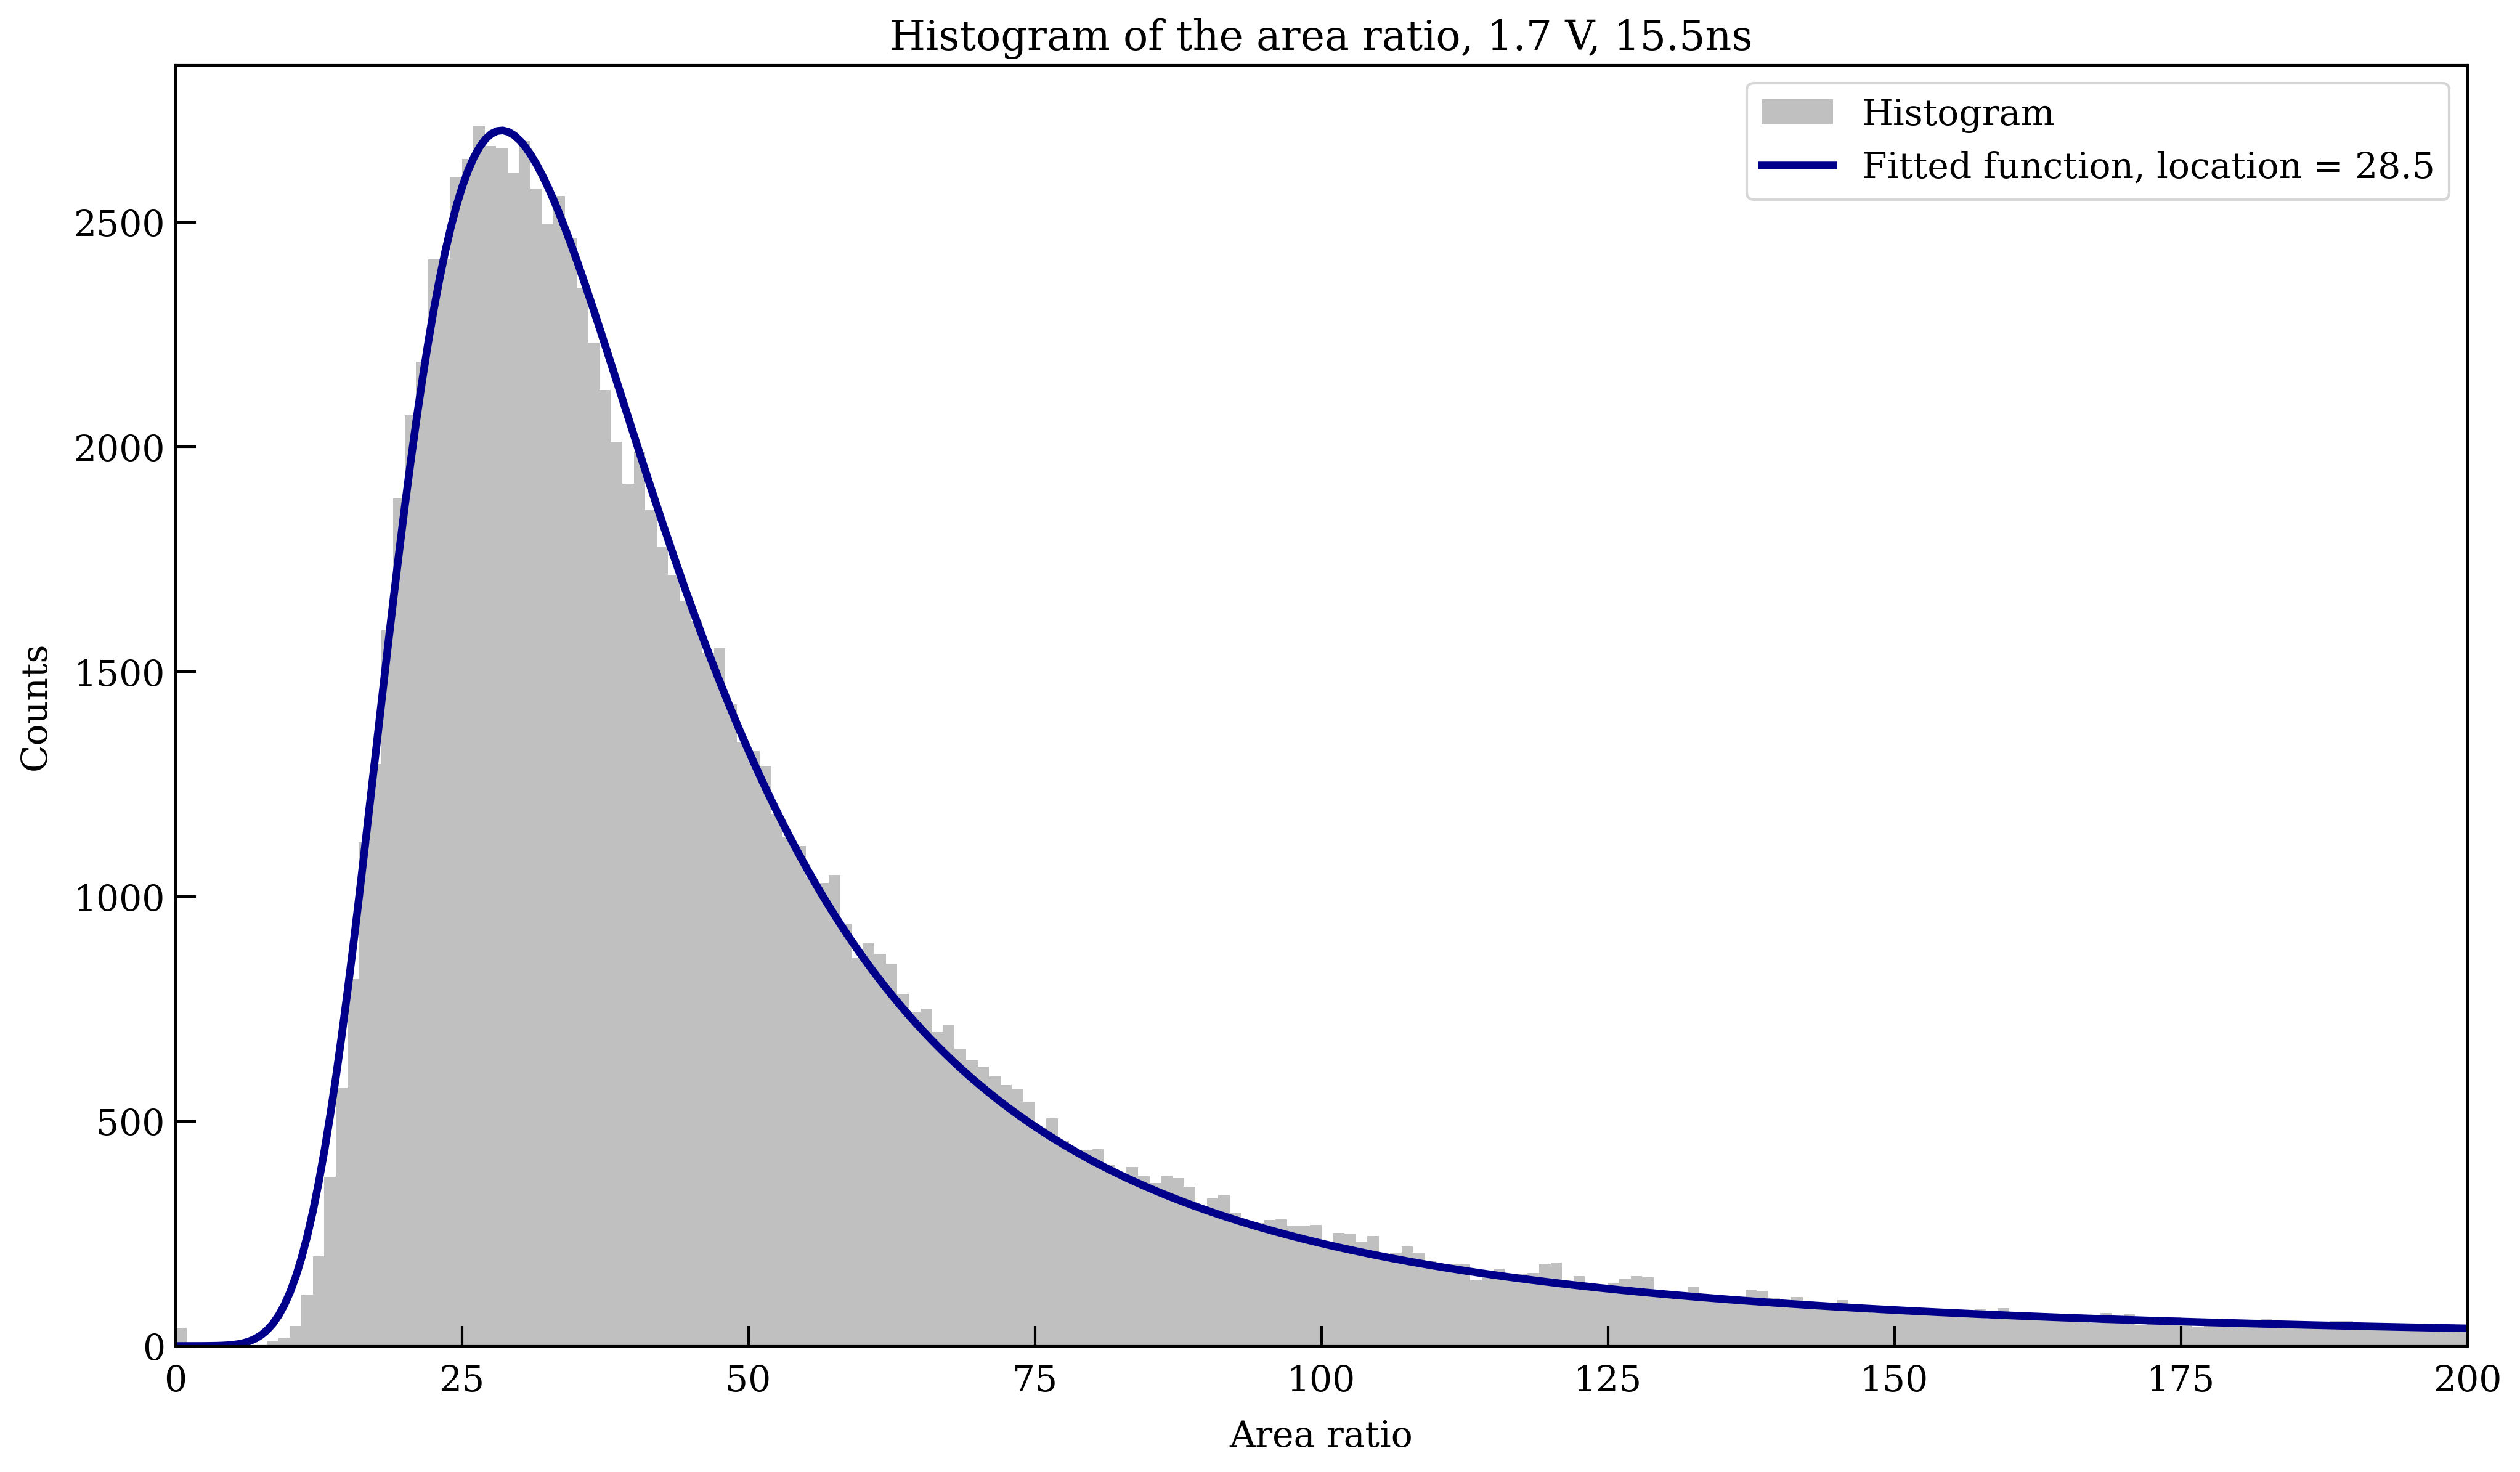 Histogram of the area ratio, 1.7 V, 15.5ns
Histogram
Fitted function, location = 28.5
2500
2000
1500
1000
500
0
Counts
0 25 50 75 100 125 150 175 200
Area ratio